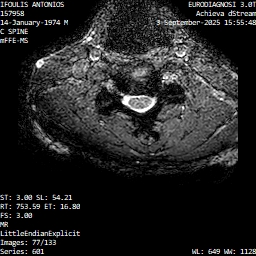 IFOULIS ANTONIOS
EURODIAGNOSI 3.0T
157958
Achieva dStream
14-January-1974 M
3-September-2025 15:55:48
C SPINE
mFFE-MS
ST: 3.00 SL: 54.21
RT: 753.59 ET: 16.80
FS: 3.00
MR
LittleEndianExplicit
Images: 77/133
Series: 601
WL: 649 WW: 1128